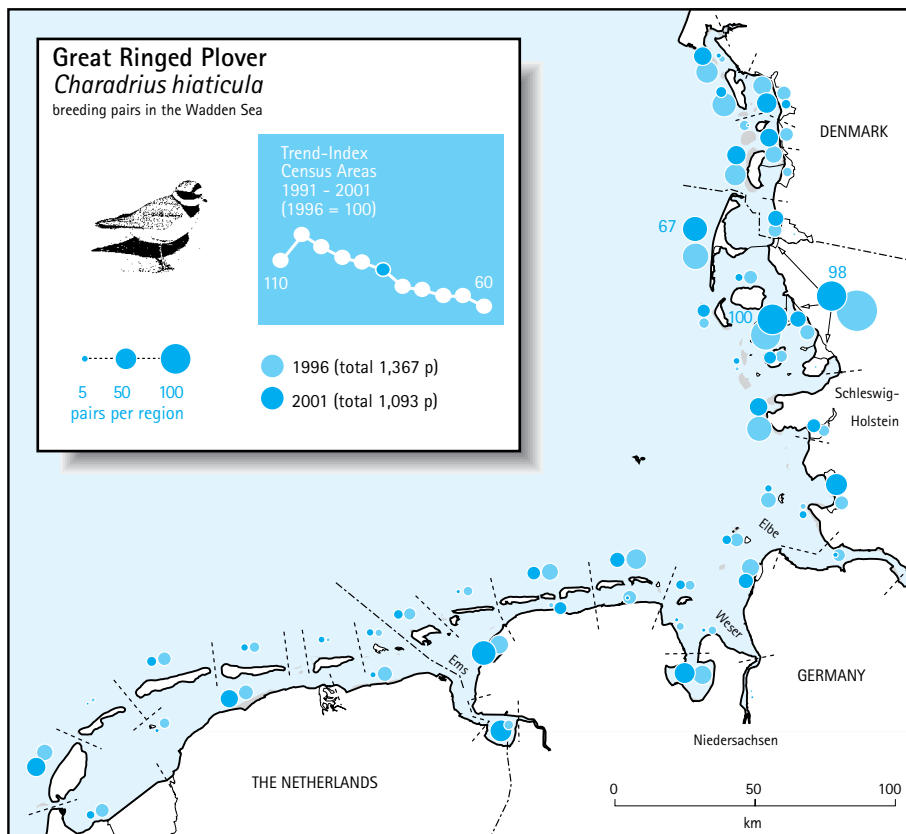 Great Ringed Plover
Charadrius hiaticula
breeding pairs in the Wadden Sea
Trend-Index
Census Areas
1991 - 2001
(1996 = 100)
110
60
5 50 100
pairs per region
1996 (total 1,367 p)
2001 (total 1,093 p)
DENMARK
67
98
100
Schleswig-
Holstein
Elbe
Weser
Ems
GERMANY
Niedersachsen
THE NETHERLANDS
0 50 100
km